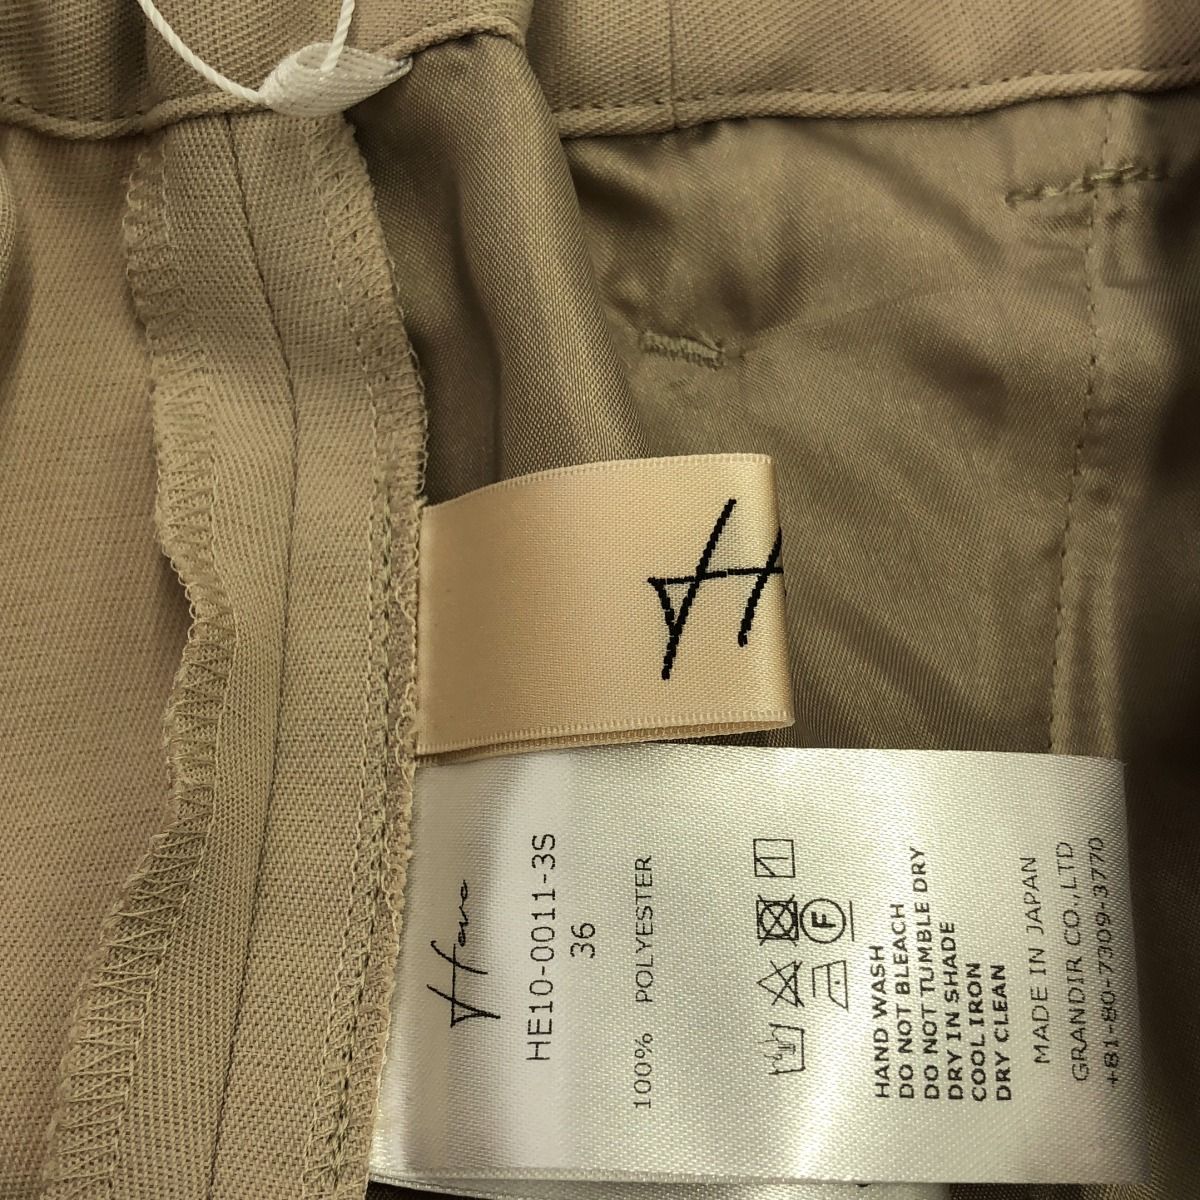 H
HE10-0011-3S
36
100% POLYESTER
F
HAND WASH
DO NOT BLEACH
DO NOT TUMBLE DRY
DRY IN SHADE
COOL IRON
DRY CLEAN
MADE IN JAPAN
GRANDIR CO.,LTD
+81-80-7309-3770